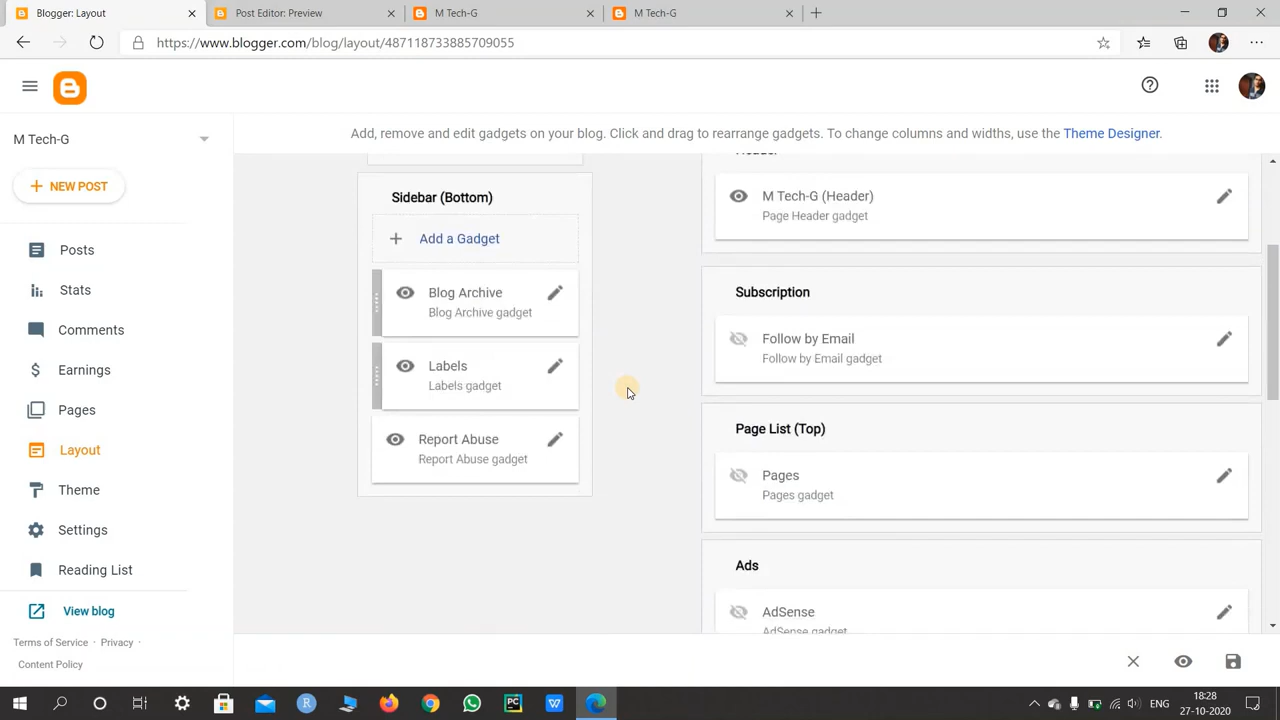 Blogger: Layout
Post Editor: Preview
M Tech-G
M Tech-G
https://www.blogger.com/blog/layout/487118733885709055
M Tech-G
Add, remove and edit gadgets on your blog. Click and drag to rearrange gadgets. To change columns and widths, use the Theme Designer.
+ NEW POST
Posts
Stats
Comments
Earnings
Pages
Layout
Theme
Settings
Reading List
View blog
Terms of Service · Privacy ·
Content Policy
Sidebar (Bottom)
+ Add a Gadget
Blog Archive
Blog Archive gadget
Labels
Labels gadget
Report Abuse
Report Abuse gadget
Header
M Tech-G (Header)
Page Header gadget
Subscription
Follow by Email
Follow by Email gadget
Page List (Top)
Pages
Pages gadget
Ads
AdSense
AdSense gadget
ENG
18:28
27-10-2020